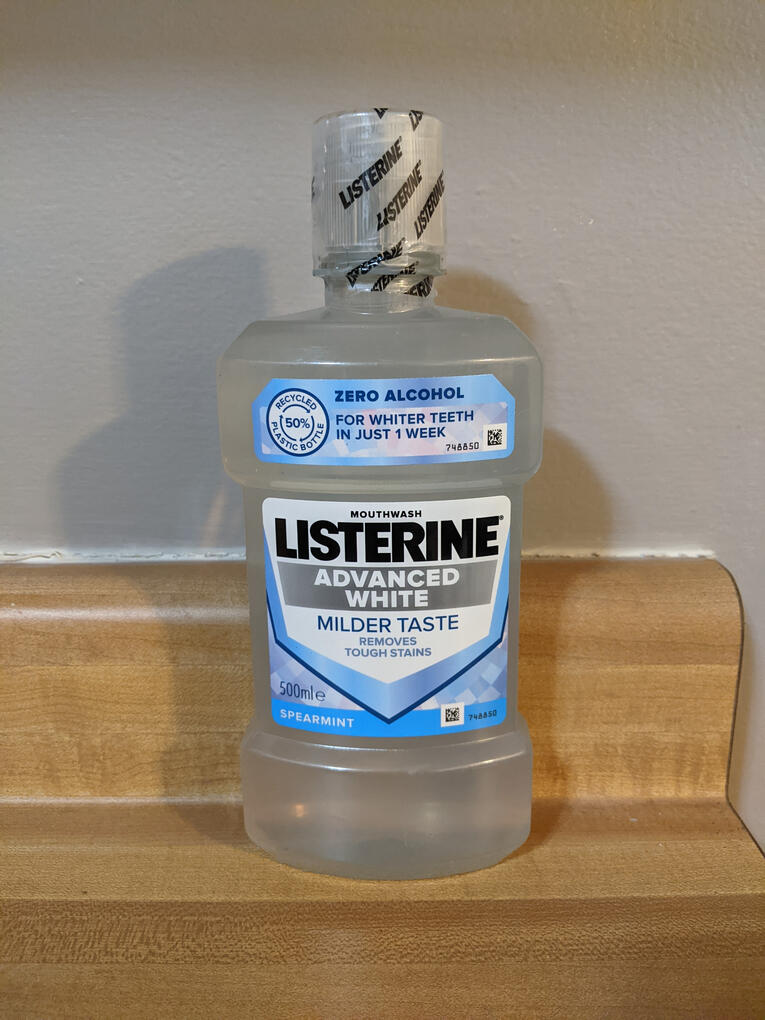 LISTERINE
LISTERINE
LISTERINE
LISTERINE
ZERO ALCOHOL
RECYCLED
50%
PLASTIC BOTTLE
FOR WHITER TEETH
IN JUST 1 WEEK
748850
MOUTHWASH
LISTERINE®
ADVANCED
WHITE
MILDER TASTE
REMOVES
TOUGH STAINS
500ml e
SPEARMINT
748850